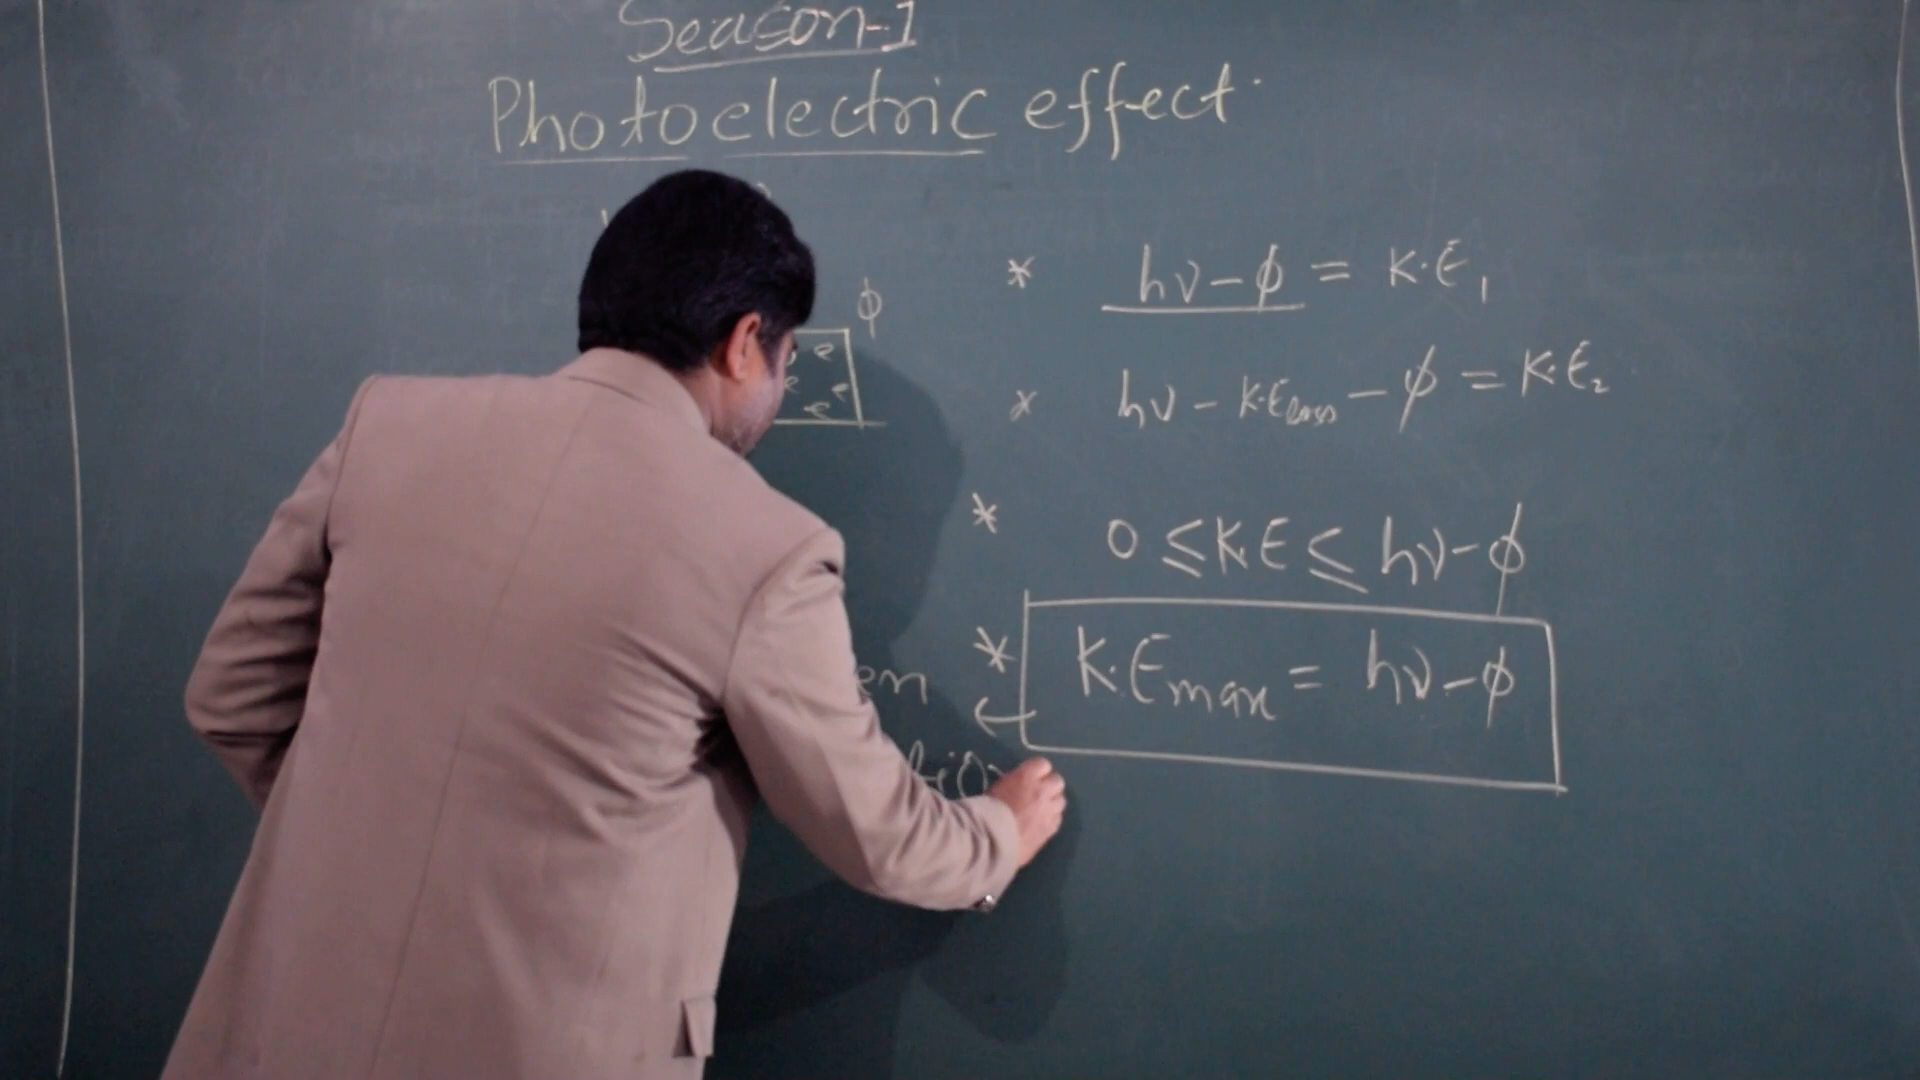 Season-1
Photoelectric effect.
* hν-ϕ = K.E₁
ϕ
e
e e
e
x hν - K.E_loss - ϕ = K.E₂
* 0 ≤ K.E ≤ hν-ϕ
* K.E_max = hν-ϕ
←